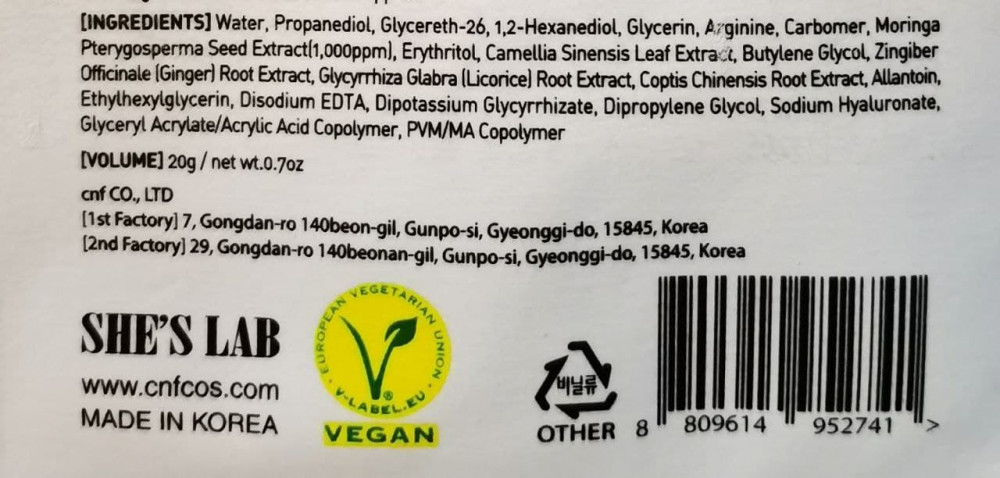 [INGREDIENTS] Water, Propanediol, Glycereth-26, 1,2-Hexanediol, Glycerin, Arginine, Carbomer, Moringa
Pterygosperma Seed Extract(1,000ppm), Erythritol, Camellia Sinensis Leaf Extract, Butylene Glycol, Zingiber
Officinale (Ginger) Root Extract, Glycyrrhiza Glabra (Licorice) Root Extract, Coptis Chinensis Root Extract, Allantoin,
Ethylhexylglycerin, Disodium EDTA, Dipotassium Glycyrrhizate, Dipropylene Glycol, Sodium Hyaluronate,
Glyceryl Acrylate/Acrylic Acid Copolymer, PVM/MA Copolymer
[VOLUME] 20g / net wt.0.7oz
cnf CO., LTD
[1st Factory] 7, Gongdan-ro 140beon-gil, Gunpo-si, Gyeonggi-do, 15845, Korea
[2nd Factory] 29, Gongdan-ro 140beonan-gil, Gunpo-si, Gyeonggi-do, 15845, Korea
SHE'S LAB
www.cnfcos.com
MADE IN KOREA
EUROPEAN VEGETARIAN UNION
V-LABEL.EU
®
VEGAN
비닐류
OTHER
8 809614 952741 >